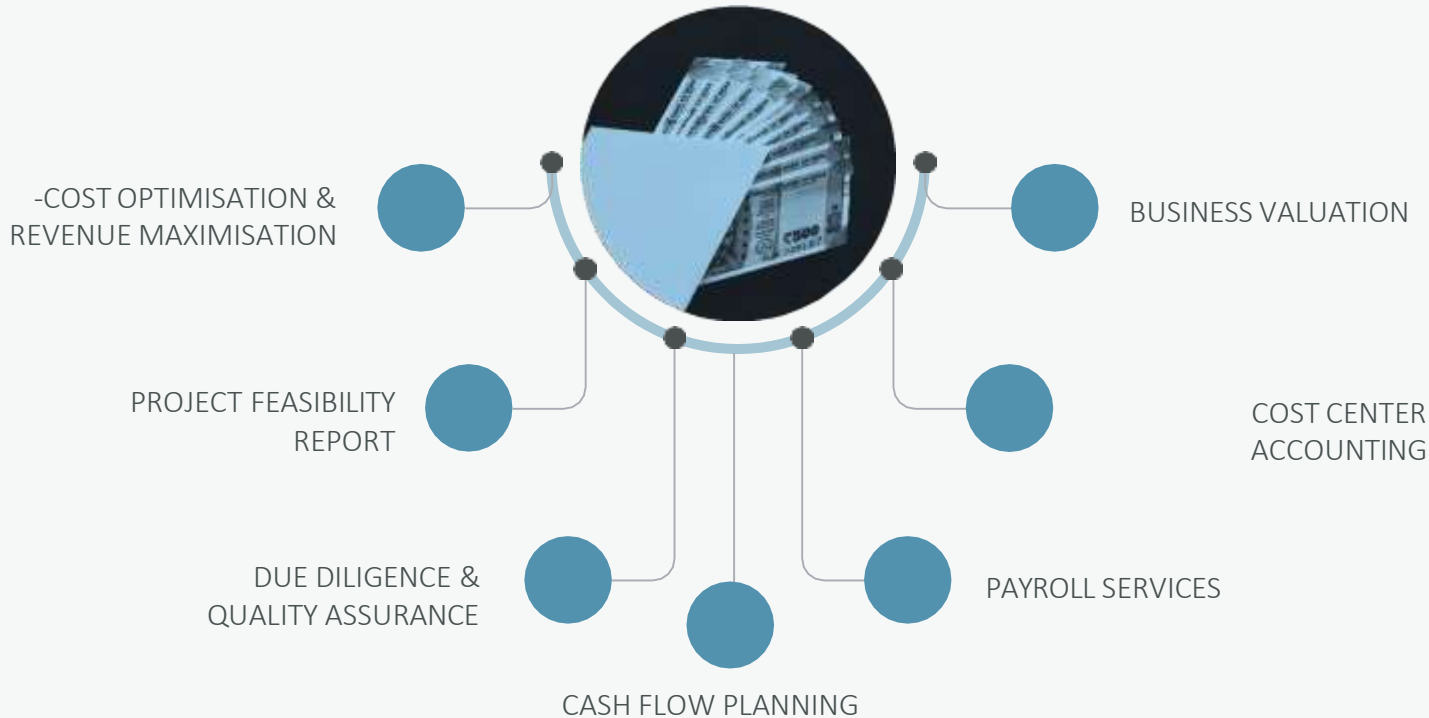 -COST OPTIMISATION &
REVENUE MAXIMISATION
PROJECT FEASIBILITY
REPORT
DUE DILIGENCE &
QUALITY ASSURANCE
CASH FLOW PLANNING
PAYROLL SERVICES
COST CENTER
ACCOUNTING
BUSINESS VALUATION
₹500